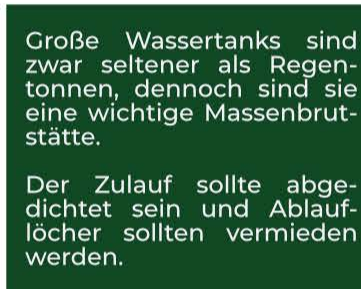 Große Wassertanks sind
zwar seltener als Regen-
tonnen, dennoch sind sie
eine wichtige Massenbrut-
stätte.
Der Zulauf sollte abge-
dichtet sein und Ablauf-
löcher sollten vermieden
werden.